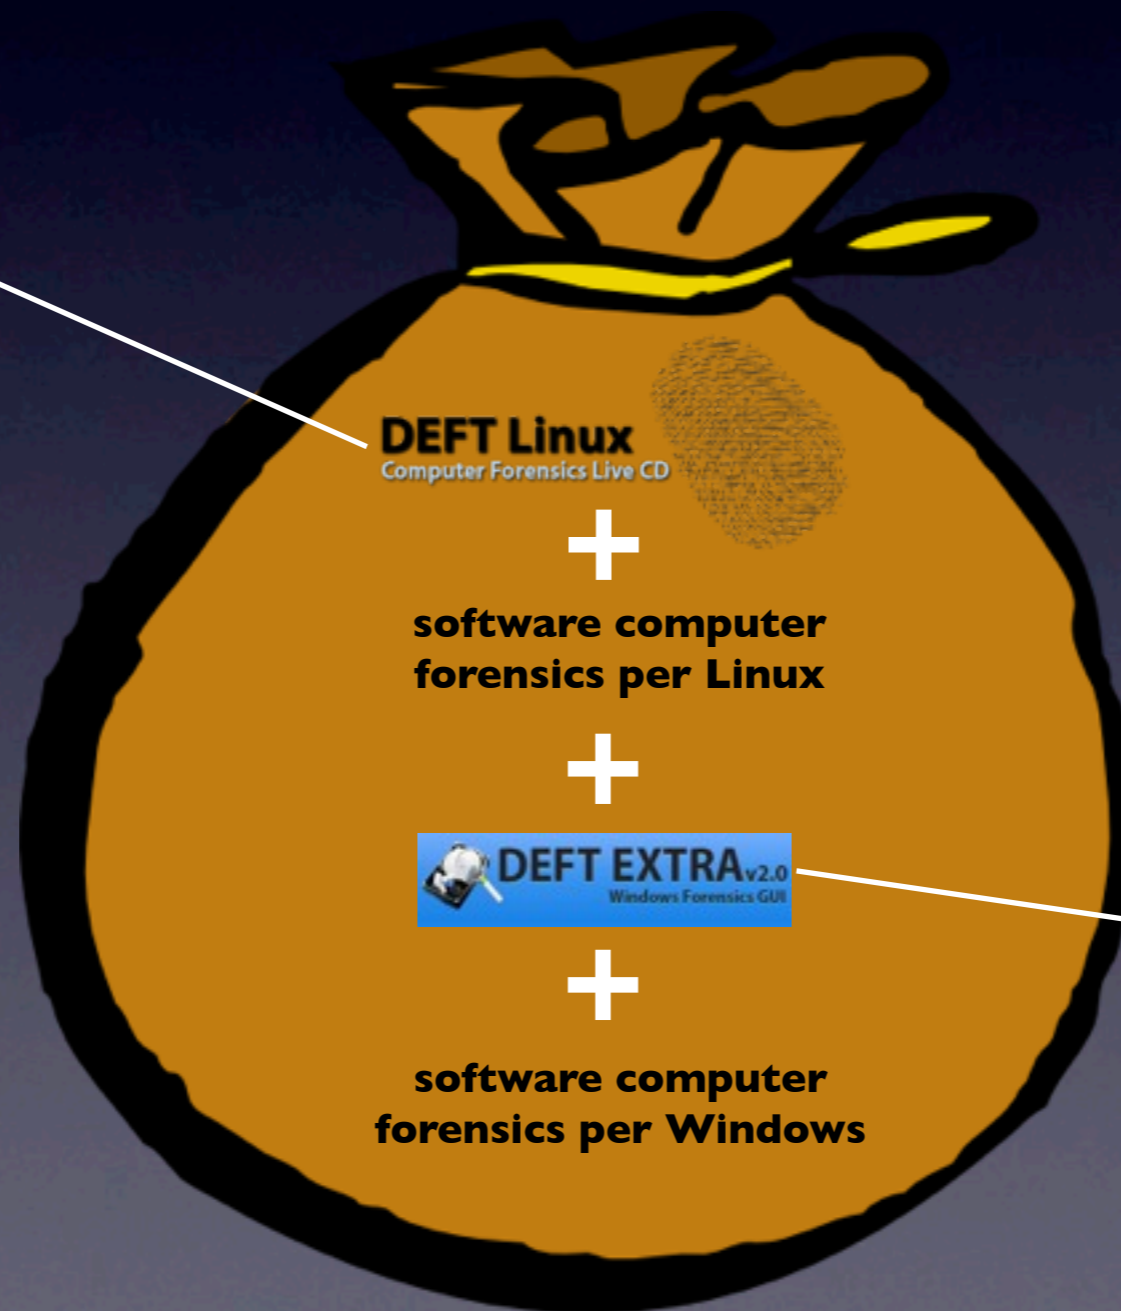 DEFT Linux
Computer Forensics Live CD
+
software computer
forensics per Linux
+
DEFT EXTRA v2.0
Windows Forensics GUI
+
software computer
forensics per Windows